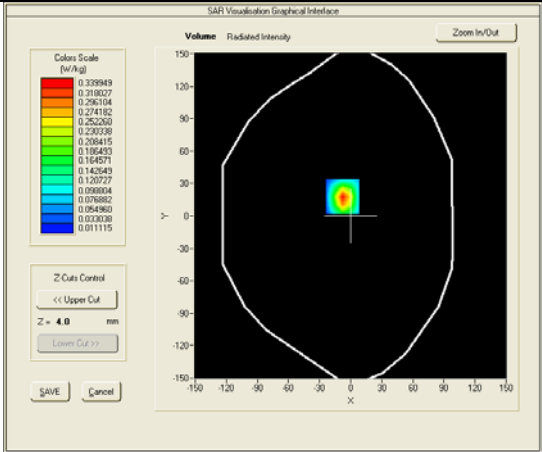 SAR Visualisation Graphical Interface
Volume Radiated Intensity
Zoom In/Out
Colors Scale
(W/kg)
0.339949
0.318027
0.296104
0.274182
0.252260
0.230338
0.208415
0.186493
0.164571
0.142649
0.120727
0.098804
0.076882
0.054960
0.033038
0.011115
Z-Cuts Control
<< Upper Cut
Z = 4.0 mm
Lower Cut >>
SAVE
Cancel
150-
120-
90-
60-
30-
0-
-30-
-60-
-90-
-120-
-150-
Y
-150 -120 -90 -60 -30 0 30 60 90 120 150
X